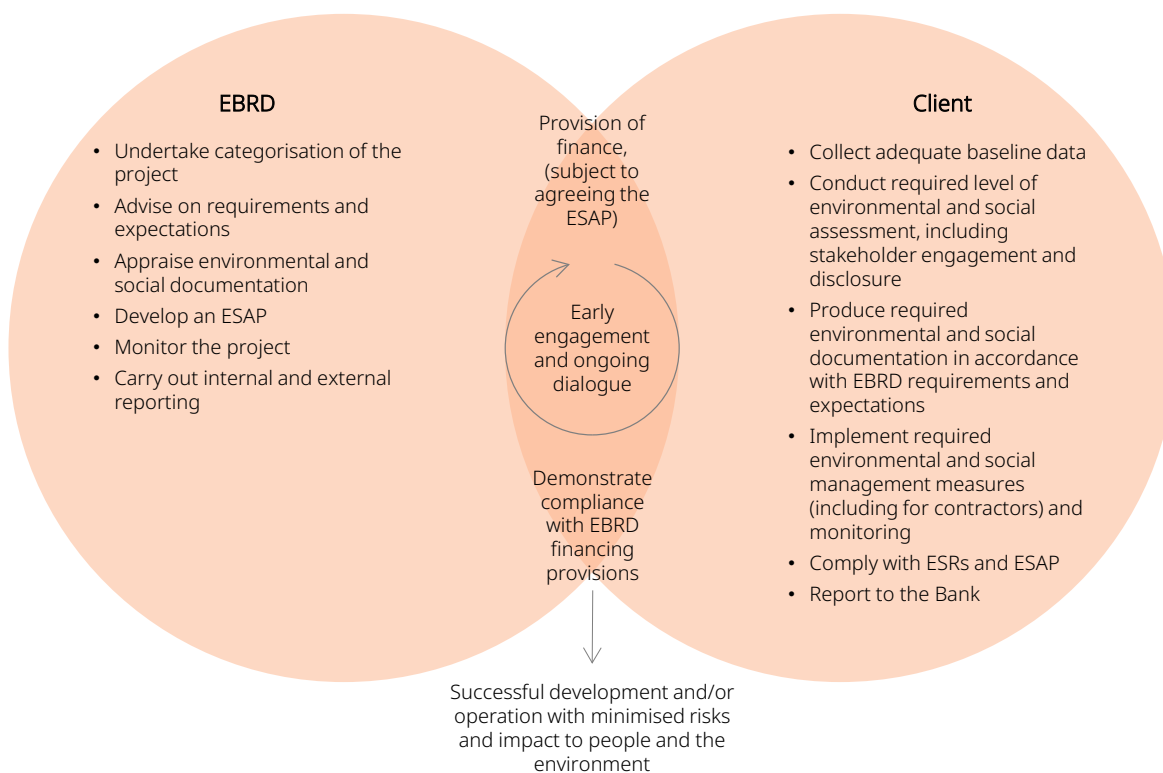 EBRD
• Undertake categorisation of the
project
• Advise on requirements and
expectations
• Appraise environmental and
social documentation
• Develop an ESAP
• Monitor the project
• Carry out internal and external
reporting
Provision of
finance,
(subject to
agreeing the
ESAP)
Early
engagement
and ongoing
dialogue
Demonstrate
compliance
with EBRD
financing
provisions
Client
• Collect adequate baseline data
• Conduct required level of
environmental and social
assessment, including
stakeholder engagement and
disclosure
• Produce required
environmental and social
documentation in accordance
with EBRD requirements and
expectations
• Implement required
environmental and social
management measures
(including for contractors) and
monitoring
• Comply with ESRs and ESAP
• Report to the Bank
Successful development and/or
operation with minimised risks
and impact to people and the
environment